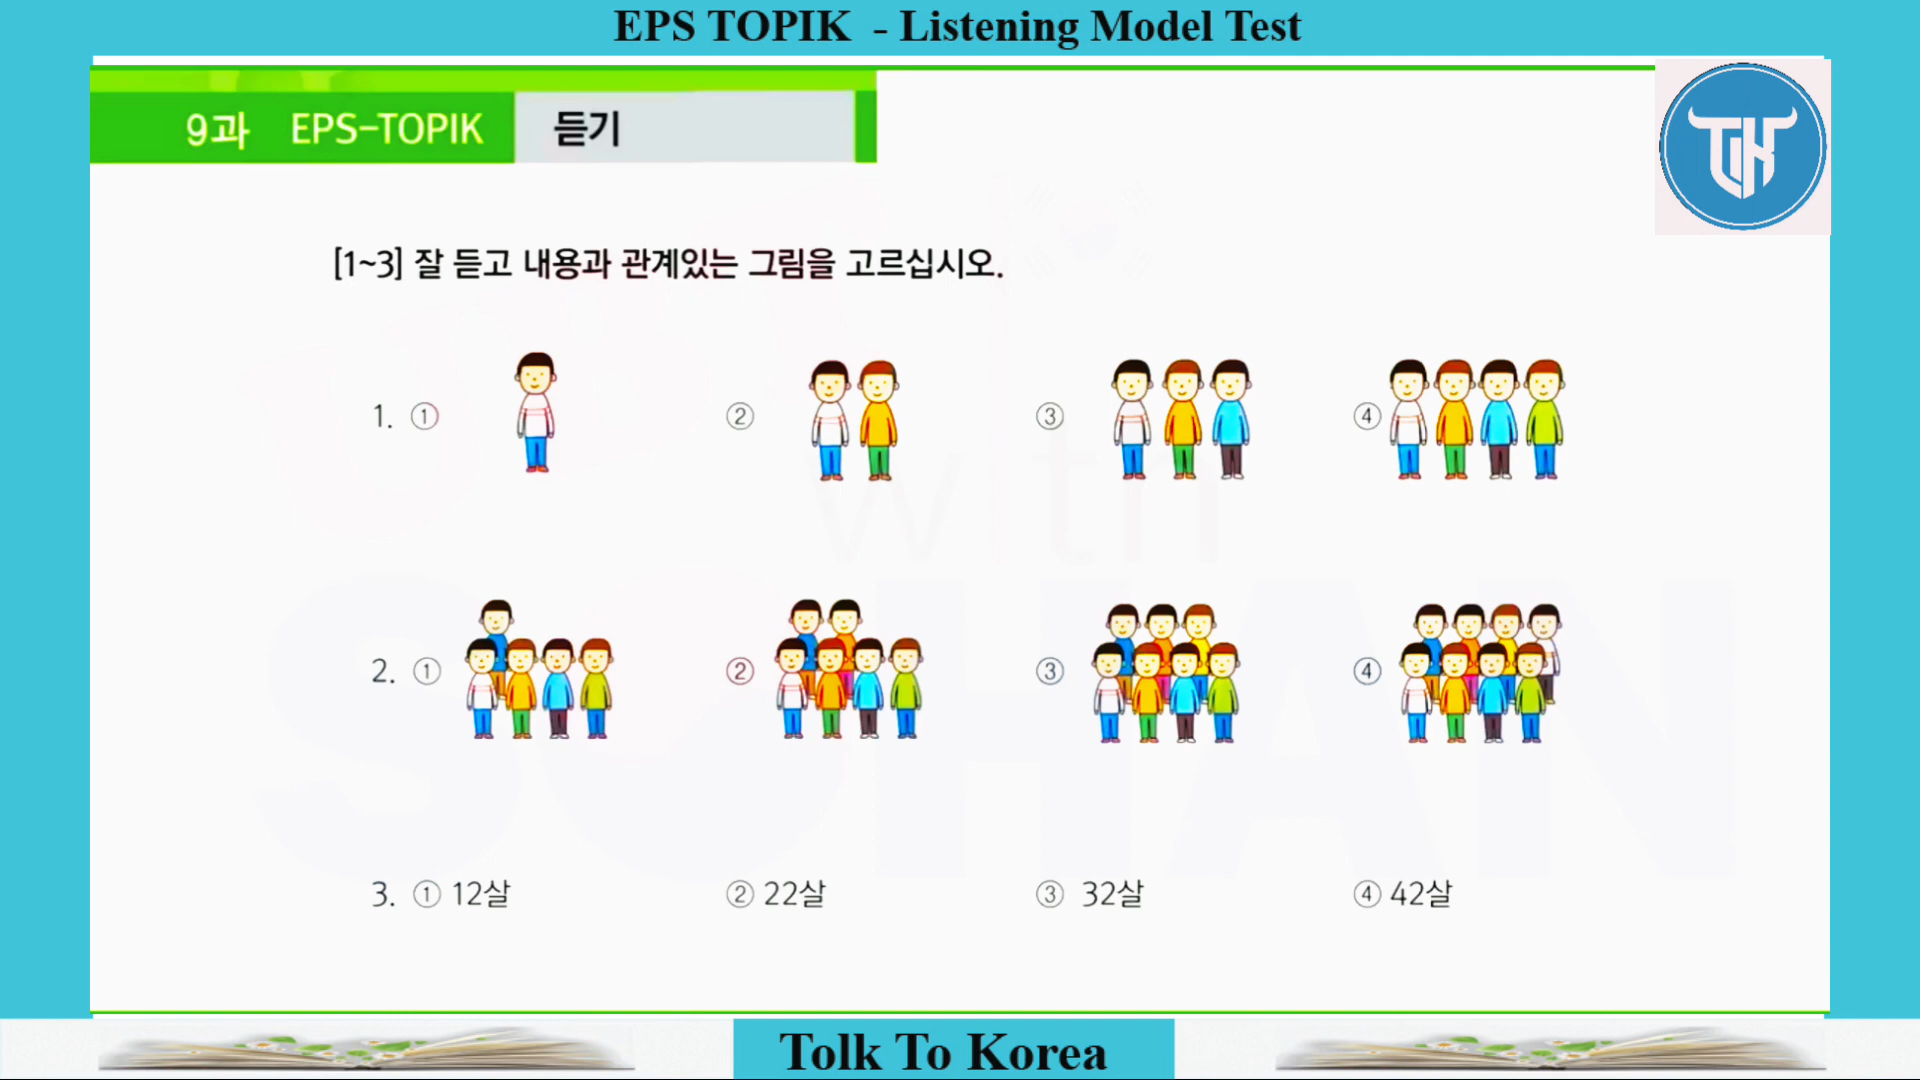 EPS TOPIK - Listening Model Test
9과 EPS-TOPIK 듣기
[1~3] 잘 듣고 내용과 관계있는 그림을 고르십시오.
1. ① ② ③ ④
2. ① ② ③ ④
3. ① 12살 ② 22살 ③ 32살 ④ 42살
with
SOHAN
Tolk To Korea